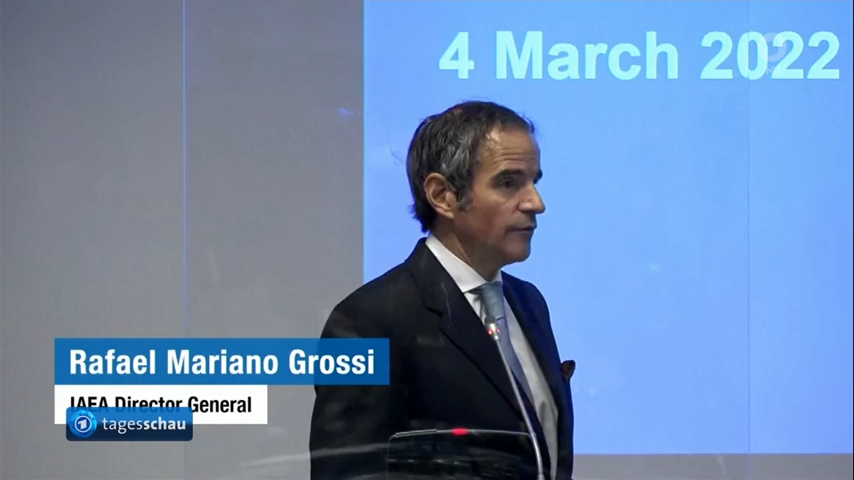 4 March 2022
Rafael Mariano Grossi
IAEA Director General
tagesschau